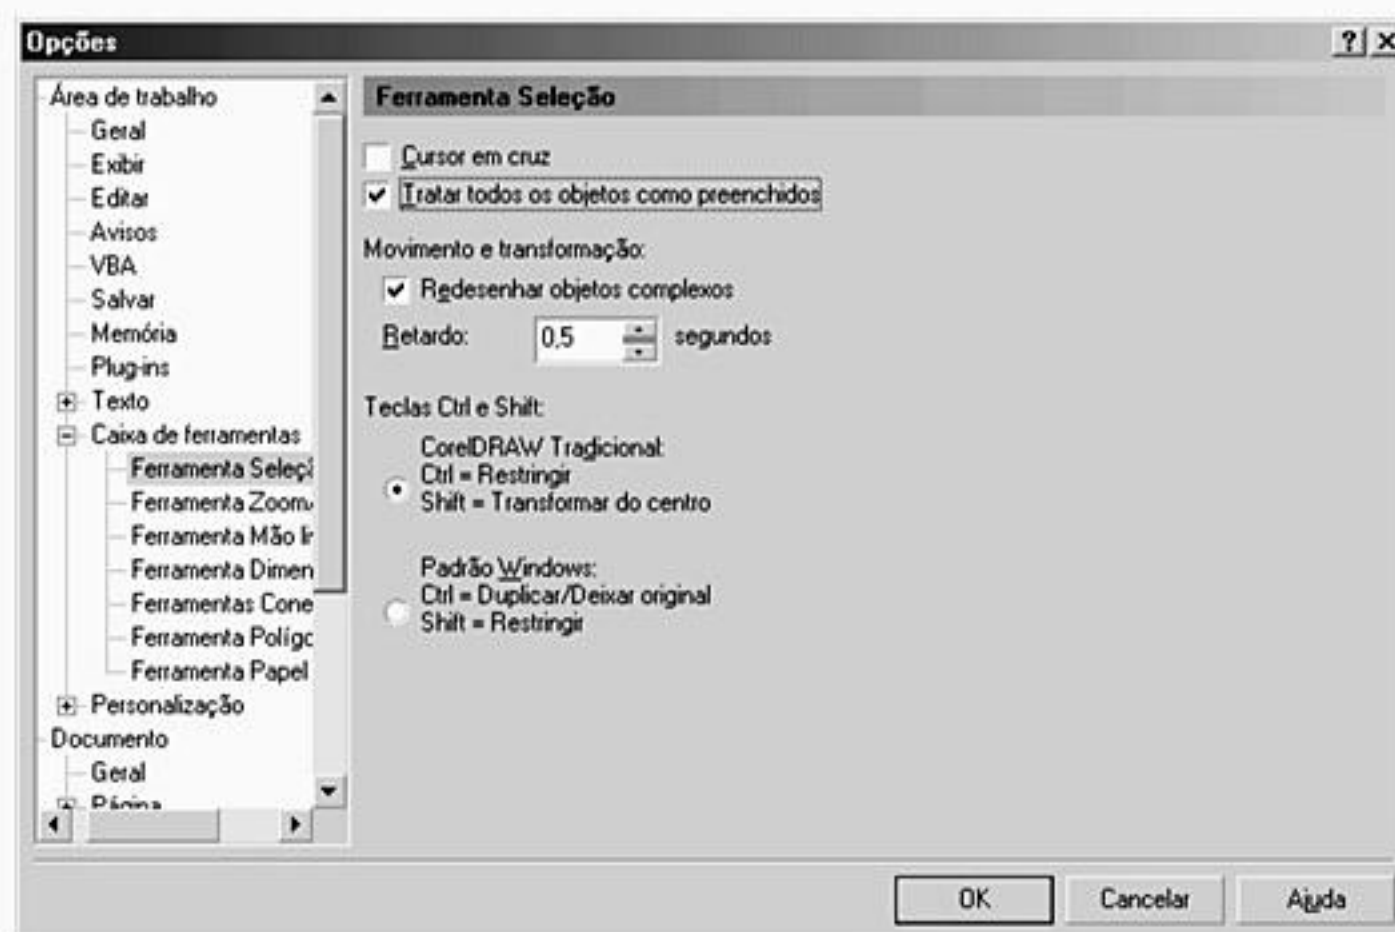 Opções
Área de trabalho
Geral
Exibir
Editar
Avisos
VBA
Salvar
Memória
Plug-ins
Texto
Caixa de ferramentas
Ferramenta Seleçã
Ferramenta Zoom
Ferramenta Mão li
Ferramenta Dimen
Ferramentas Cone
Ferramenta Polígo
Ferramenta Papel
Personalização
Documento
Geral
Página
Ferramenta Seleção
Cursor em cruz
Tratar todos os objetos como preenchidos
Movimento e transformação:
Redesenhar objetos complexos
Retardo: 0,5 segundos
Teclas Ctrl e Shift:
CorelDRAW Tradicional:
Ctrl = Restringir
Shift = Transformar do centro
Padrão Windows:
Ctrl = Duplicar/Deixar original
Shift = Restringir
OK Cancelar Ajuda